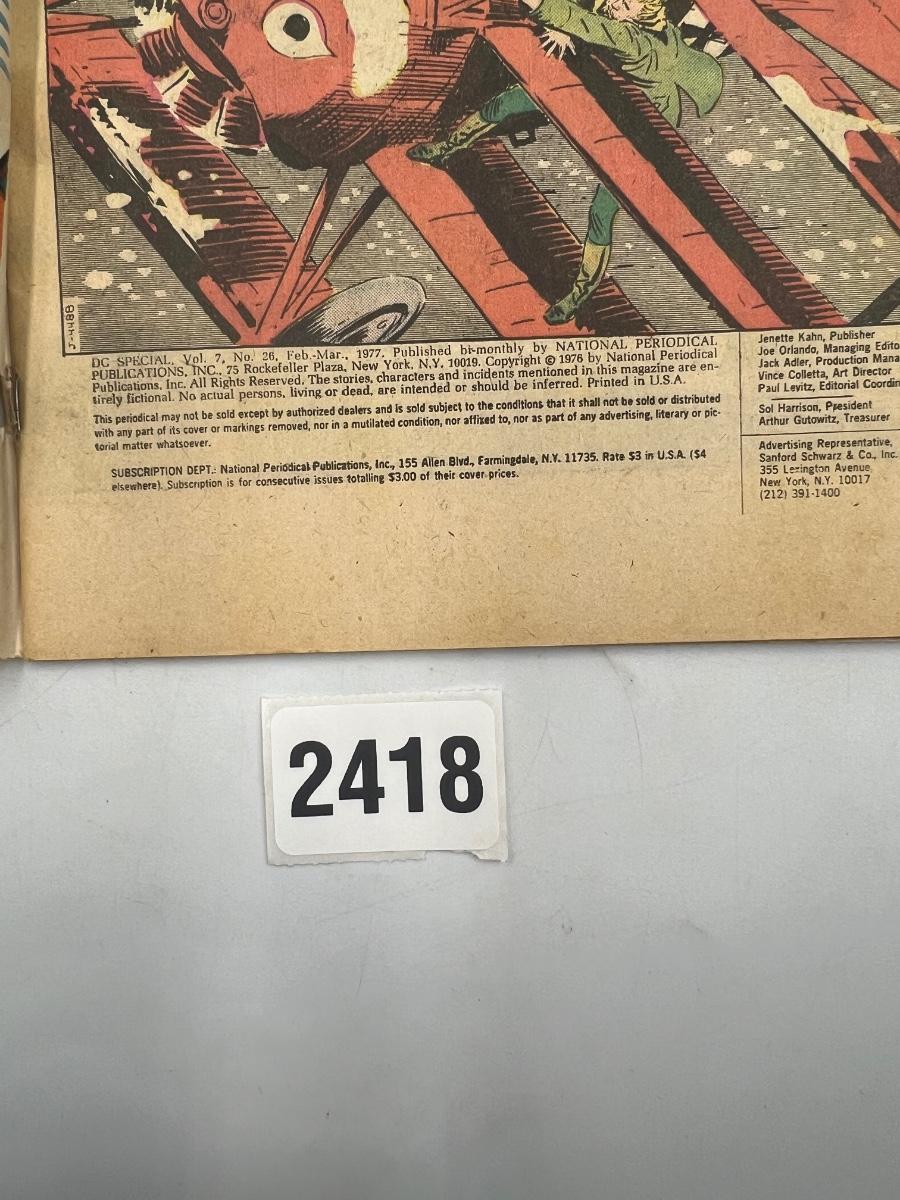 J-4488
DC SPECIAL, Vol. 7, No. 26, Feb.-Mar., 1977. Published bi-monthly by NATIONAL PERIODICAL
PUBLICATIONS, INC., 75 Rockefeller Plaza, New York, N.Y. 10019. Copyright © 1976 by National Periodical
Publications, Inc. All Rights Reserved. The stories, characters and incidents mentioned in this magazine are en-
tirely fictional. No actual persons, living or dead, are intended or should be inferred. Printed in U.S.A.
This periodical may not be sold except by authorized dealers and is sold subject to the conditions that it shall not be sold or distributed
with any part of its cover or markings removed, nor in a mutilated condition, nor affixed to, nor as part of any advertising, literary or pic-
torial matter whatsoever.
SUBSCRIPTION DEPT.: National Periodical Publications, Inc., 155 Allen Blvd., Farmingdale, N.Y. 11735. Rate $3 in U.S.A. ($4
elsewhere). Subscription is for consecutive issues totalling $3.00 of their cover prices.
Jenette Kahn, Publisher
Joe Orlando, Managing Edito
Jack Adler, Production Mana
Vince Colletta, Art Director
Paul Levitz, Editorial Coordin
Sol Harrison, President
Arthur Gutowitz, Treasurer
Advertising Representative,
Sanford Schwarz & Co., Inc.
355 Lexington Avenue
New York, N.Y. 10017
(212) 391-1400
2418